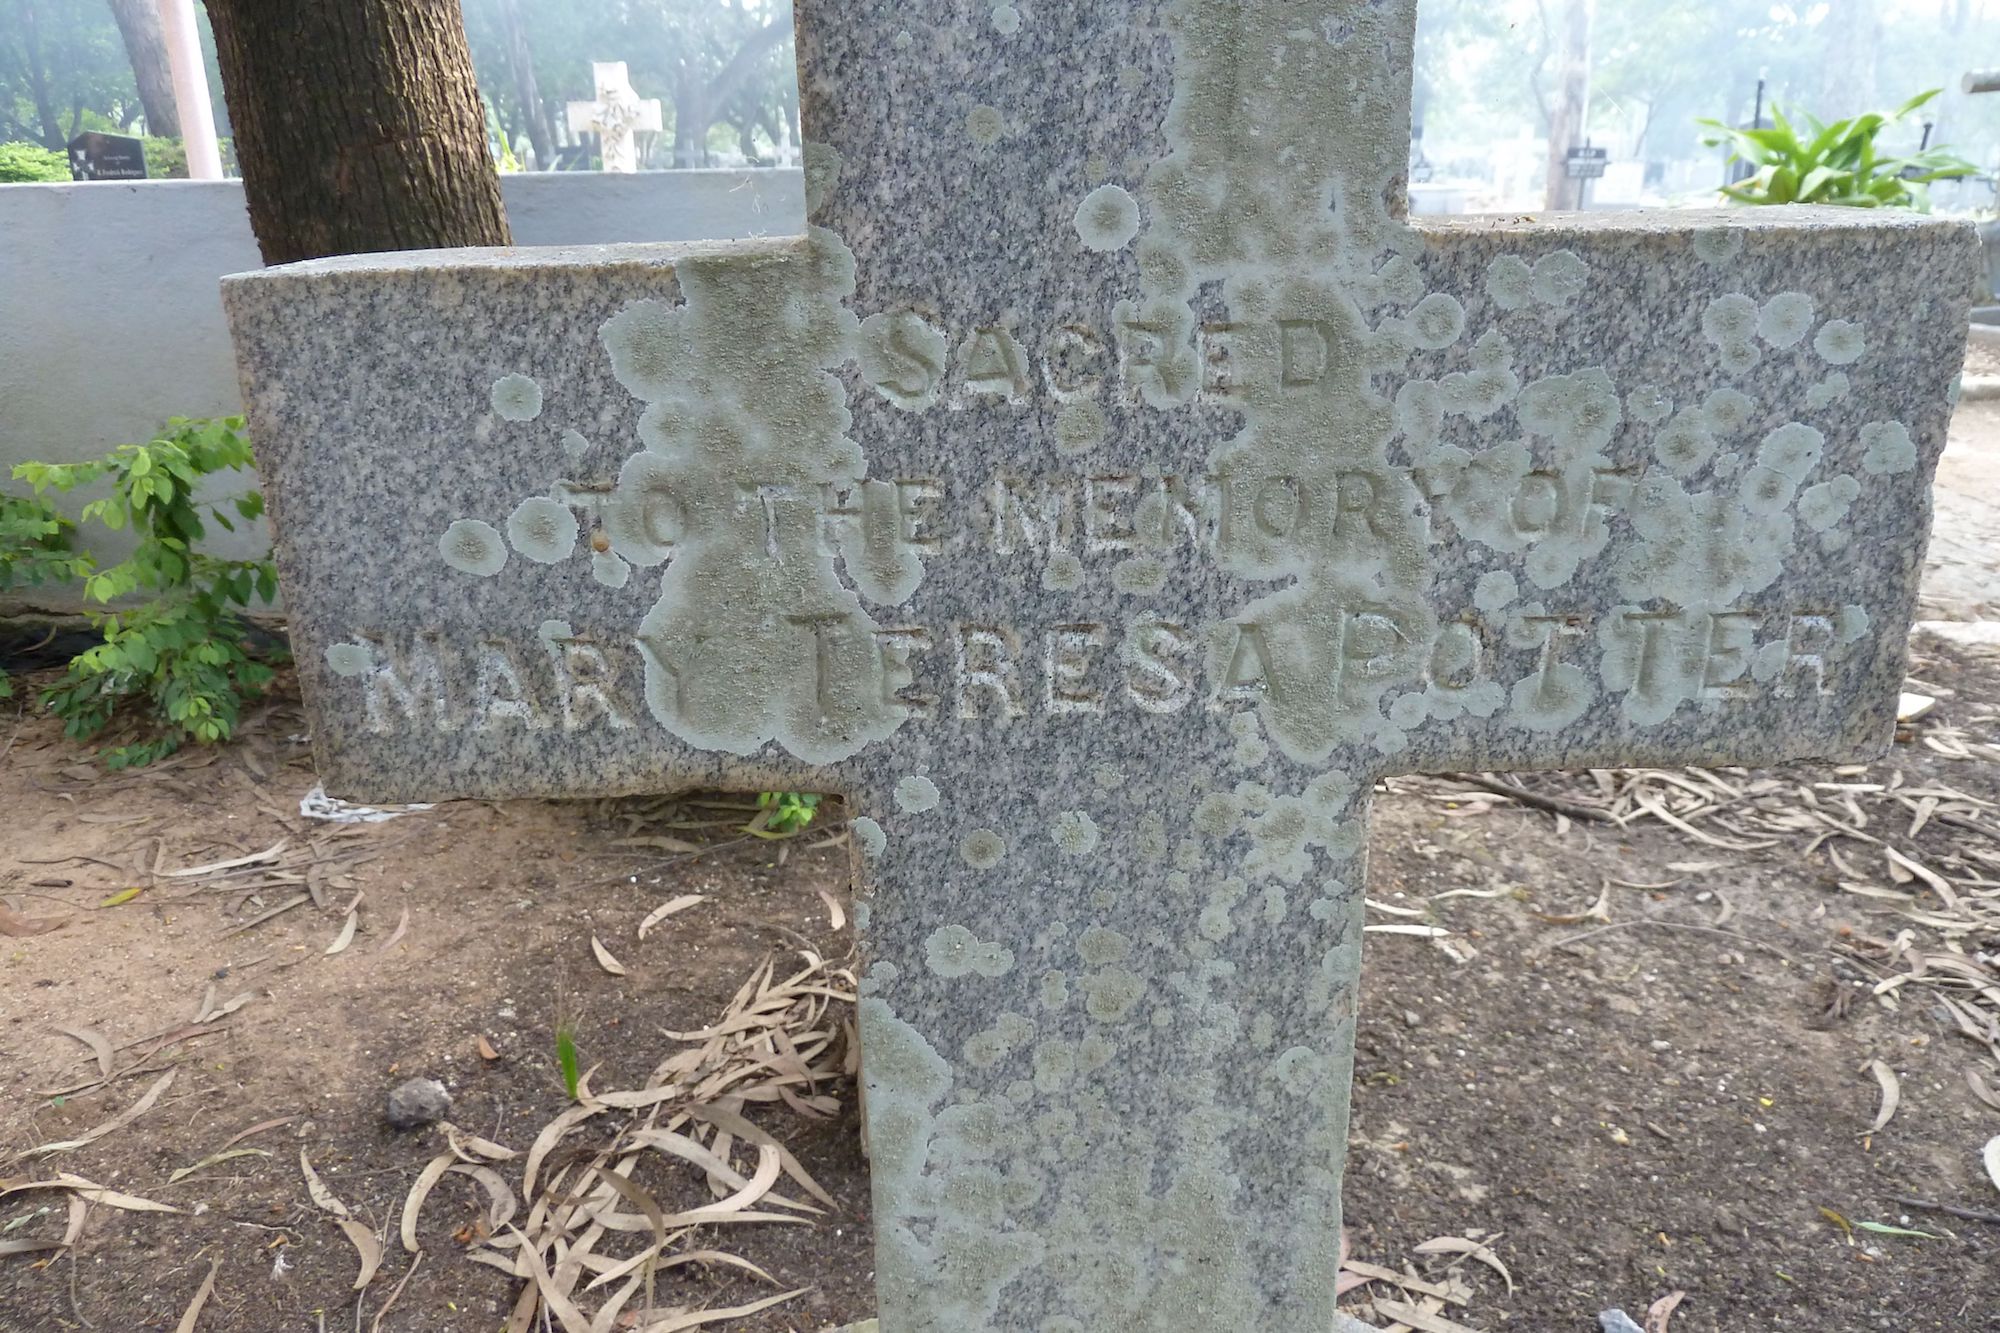 SACRED
TO THE MEMORY OF
MARY TERESA POTTER